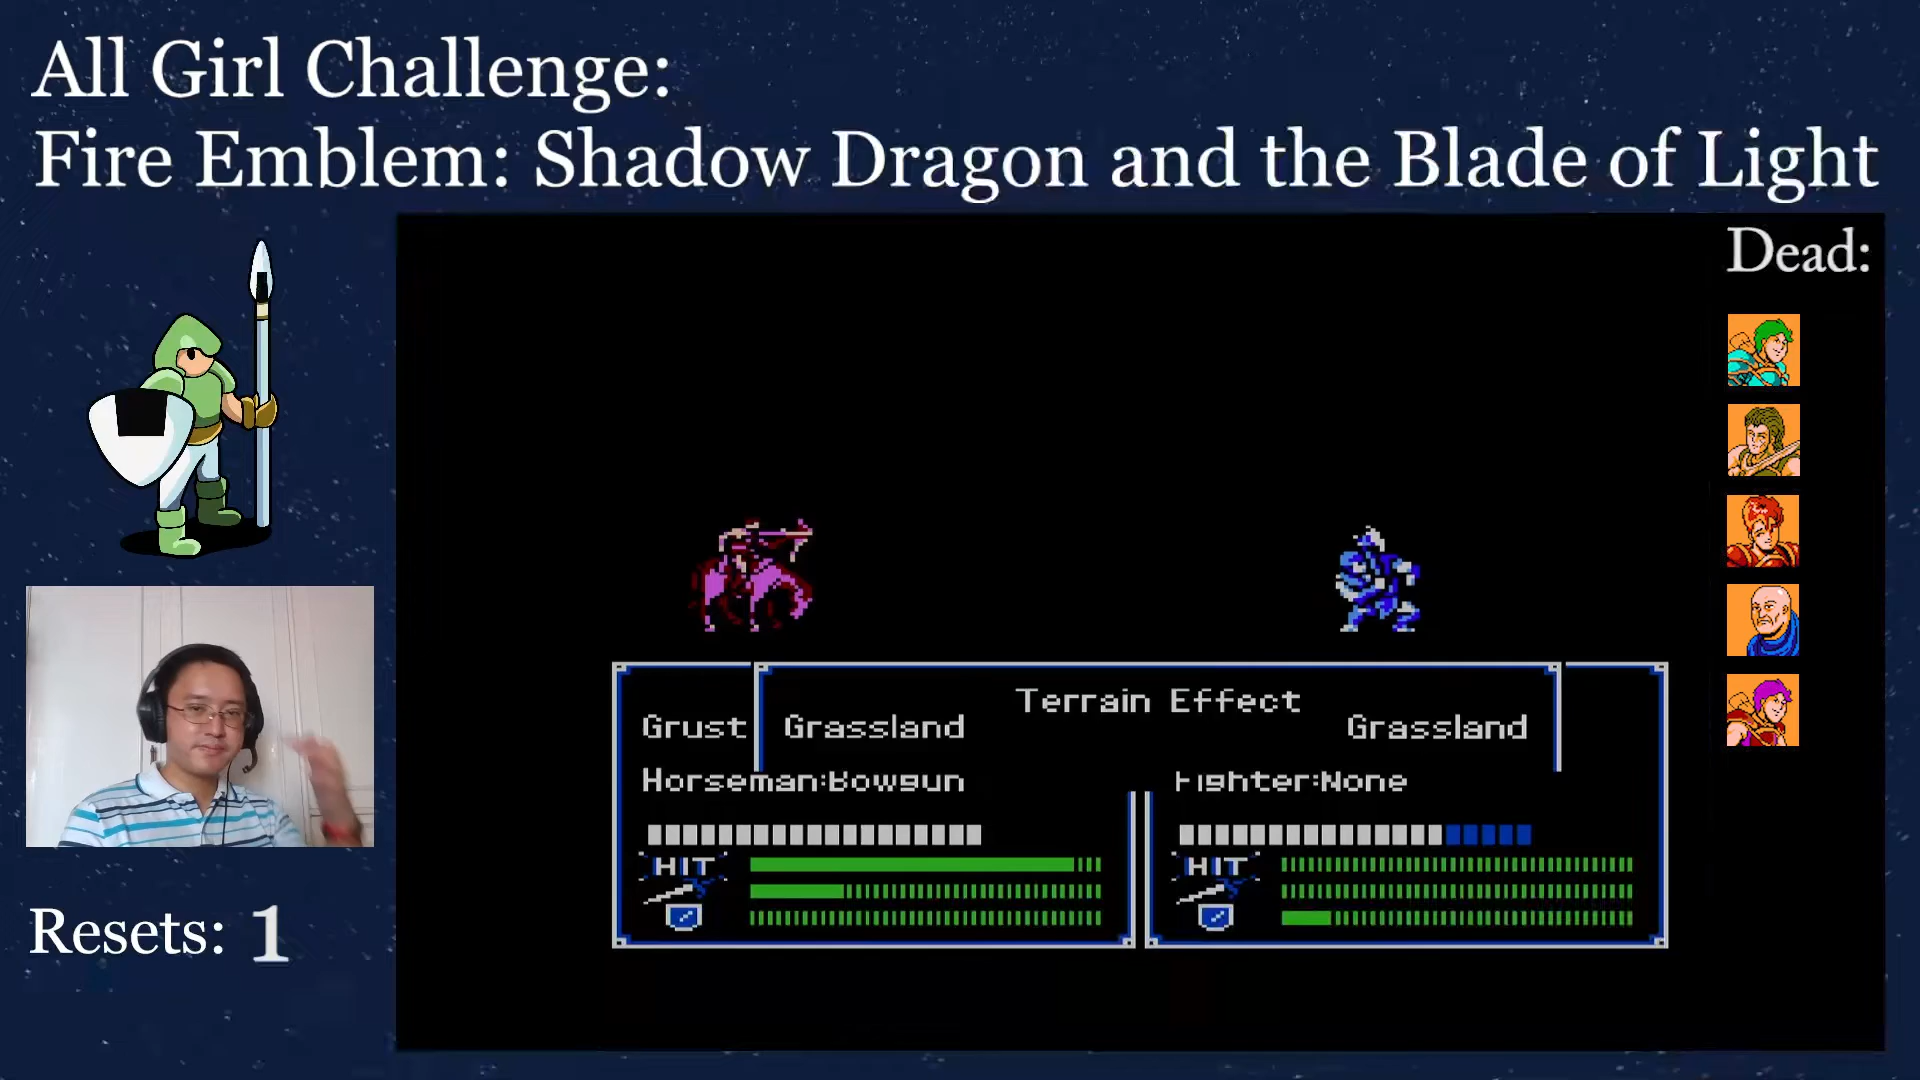 All Girl Challenge:
Fire Emblem: Shadow Dragon and the Blade of Light
Dead:
Terrain Effect
Grust Grassland Grassland
Horseman:Bowgun Fighter:None
HIT HIT
Resets: 1